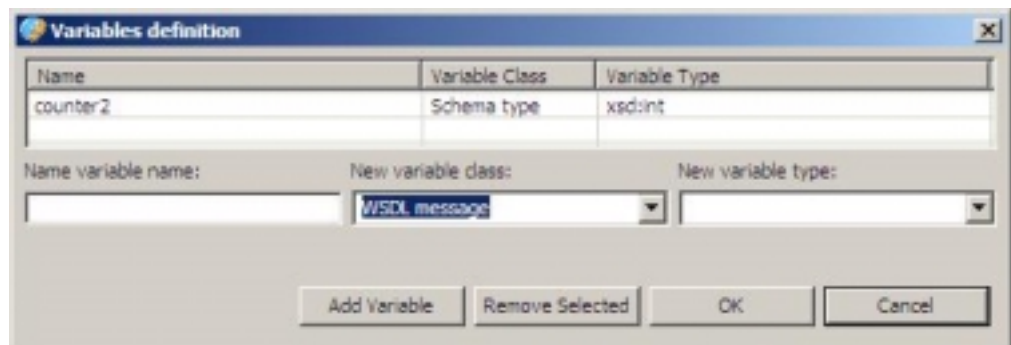 Variables definition
Name Variable Class Variable Type
counter2 Schema type xsd:int
Name variable name: New variable class: New variable type:
WSDL message
Add Variable Remove Selected OK Cancel